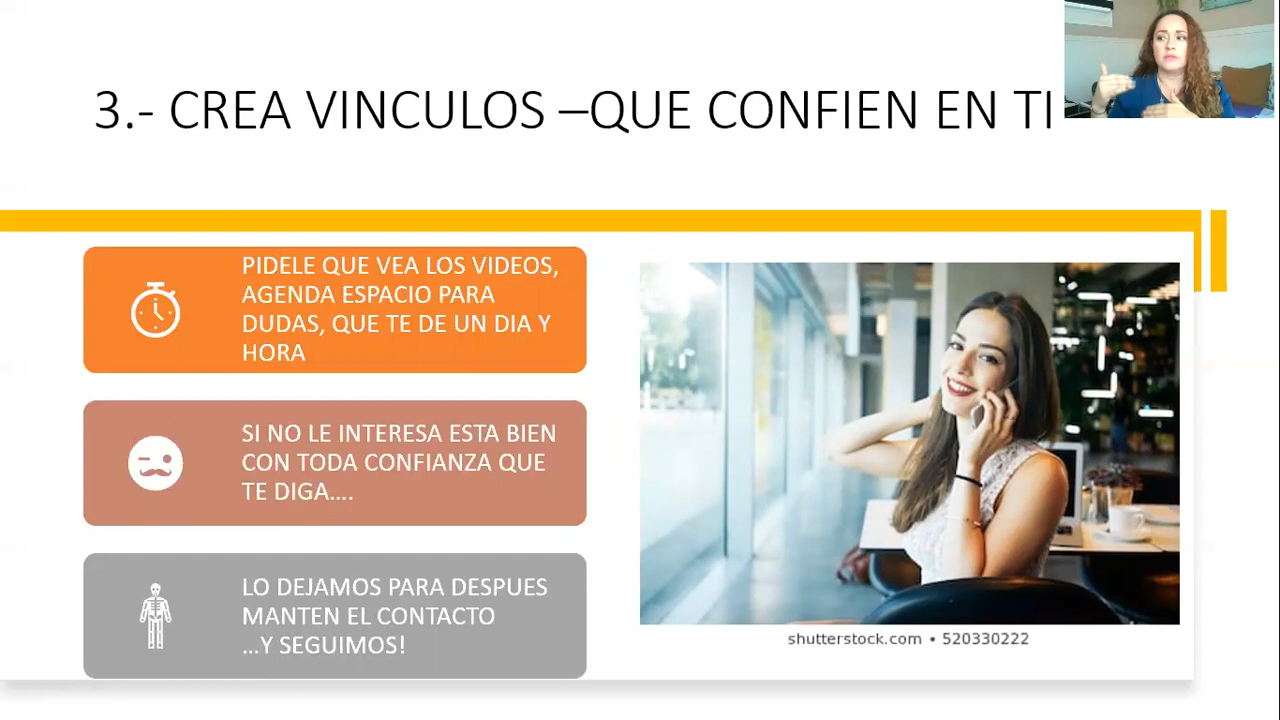 3.- CREA VINCULOS –QUE CONFIEN EN TI
PIDELE QUE VEA LOS VIDEOS,
AGENDA ESPACIO PARA
DUDAS, QUE TE DE UN DIA Y
HORA
SI NO LE INTERESA ESTA BIEN
CON TODA CONFIANZA QUE
TE DIGA....
LO DEJAMOS PARA DESPUES
MANTEN EL CONTACTO
...Y SEGUIMOS!
shutterstock.com • 520330222